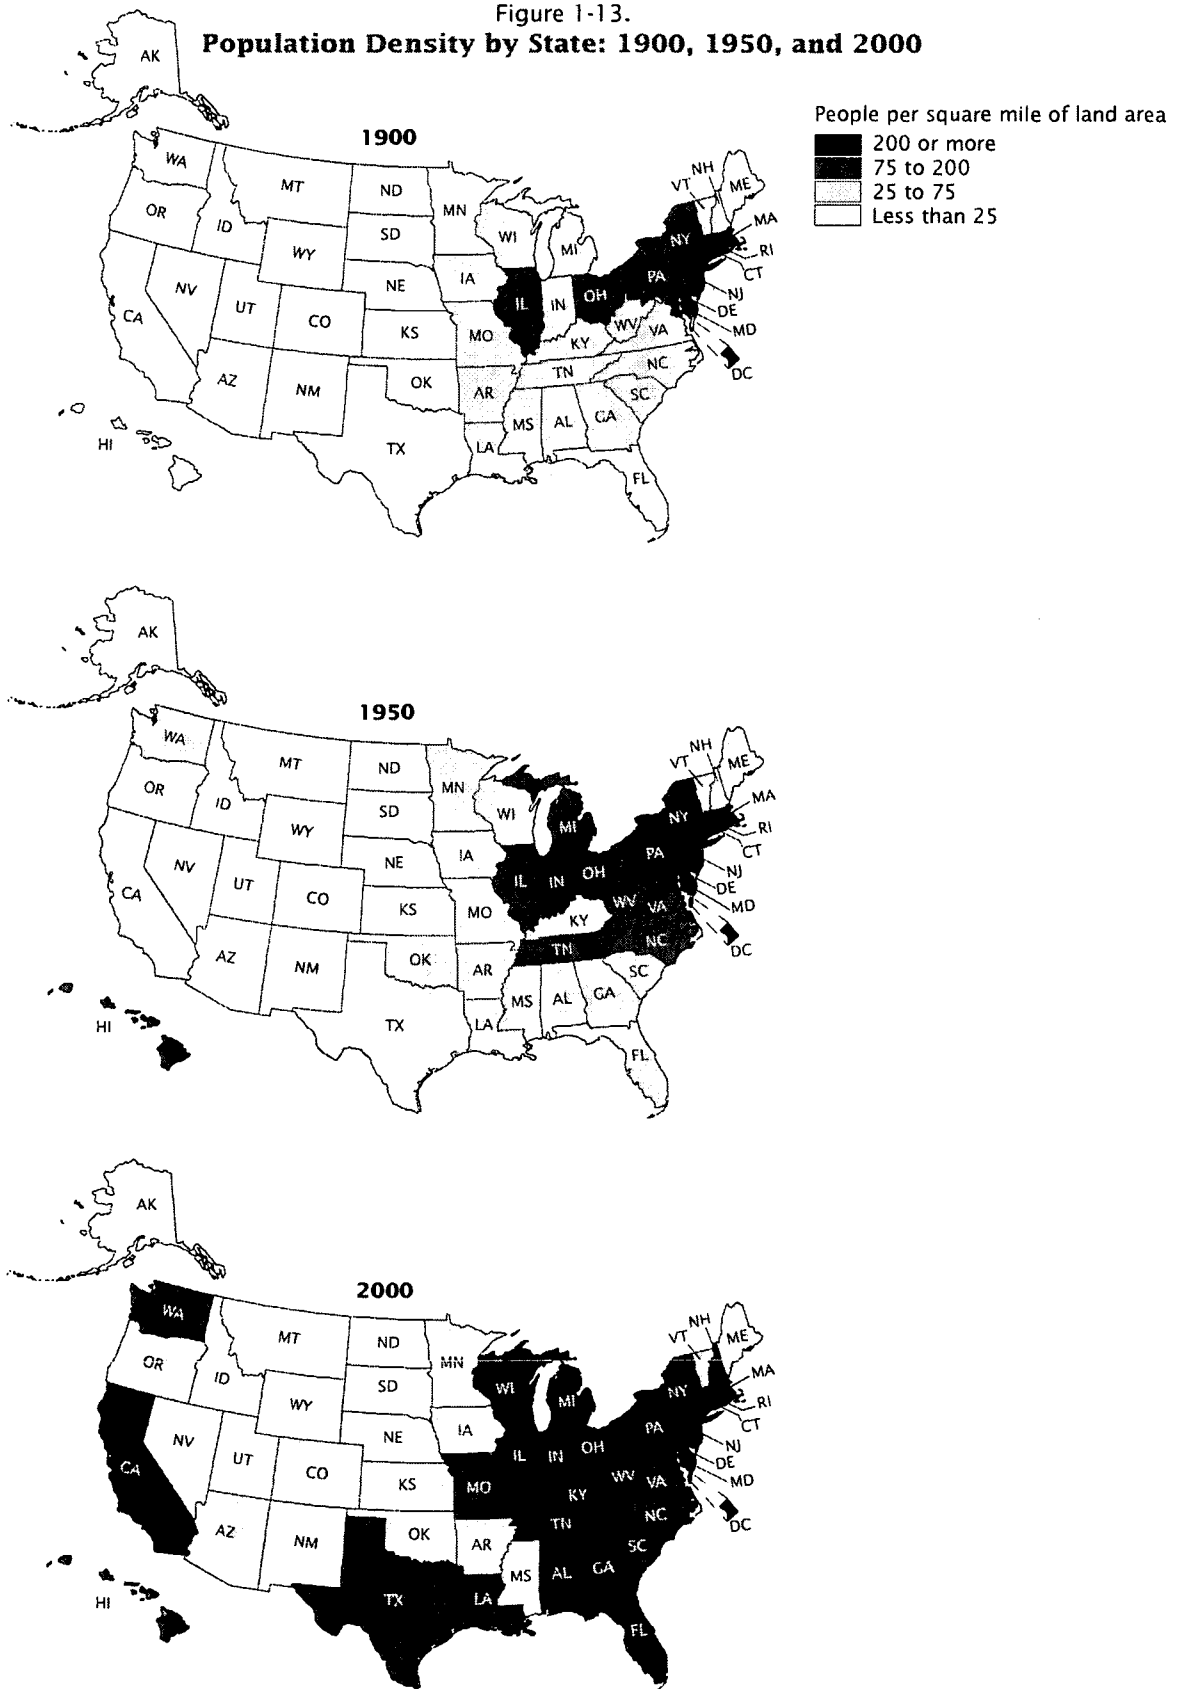 Figure 1-13.
Population Density by State: 1900, 1950, and 2000
People per square mile of land area
200 or more
75 to 200
25 to 75
Less than 25
1900
AK
WA
MT
ND
MN
VT
NH
ME
OR
ID
SD
WI
MI
NY
MA
WY
RI
CT
NV
NE
IA
PA
NJ
CA
UT
CO
KS
MO
IL
IN
OH
WV
VA
DE
MD
KY
DC
AZ
NM
OK
AR
TN
NC
SC
MS
AL
GA
HI
TX
LA
FL
1950
AK
WA
MT
ND
MN
VT
NH
ME
OR
ID
SD
WI
MI
NY
MA
WY
RI
CT
NV
NE
IA
PA
NJ
CA
UT
CO
KS
MO
IL
IN
OH
WV
VA
DE
MD
KY
DC
AZ
NM
OK
AR
TN
NC
SC
MS
AL
GA
HI
TX
LA
FL
2000
AK
WA
MT
ND
MN
VT
NH
ME
OR
ID
SD
WI
MI
NY
MA
WY
RI
CT
NV
NE
IA
PA
NJ
CA
UT
CO
KS
MO
IL
IN
OH
WV
VA
DE
MD
KY
DC
AZ
NM
OK
AR
TN
NC
SC
MS
AL
GA
HI
TX
LA
FL